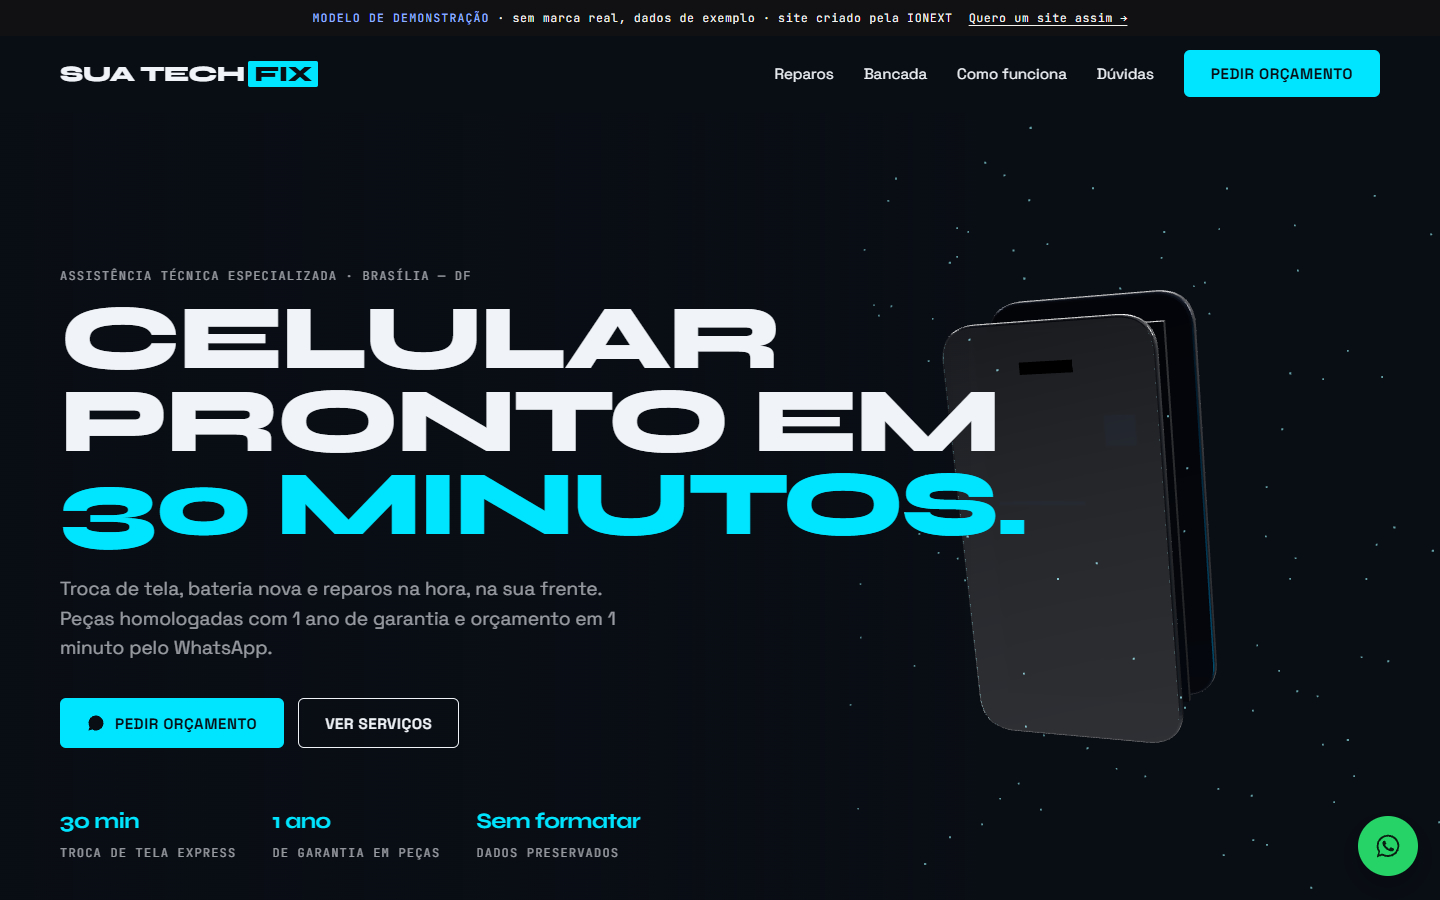 MODELO DE DEMONSTRAÇÃO · sem marca real, dados de exemplo · site criado pela IONEXT Quero um site assim →
SUA TECH FIX
Reparos Bancada Como funciona Dúvidas PEDIR ORÇAMENTO
ASSISTÊNCIA TÉCNICA ESPECIALIZADA · BRASÍLIA — DF
CELULAR
PRONTO EM
30 MINUTOS.
Troca de tela, bateria nova e reparos na hora, na sua frente.
Peças homologadas com 1 ano de garantia e orçamento em 1
minuto pelo WhatsApp.
PEDIR ORÇAMENTO VER SERVIÇOS
30 min 1 ano Sem formatar
TROCA DE TELA EXPRESS DE GARANTIA EM PEÇAS DADOS PRESERVADOS